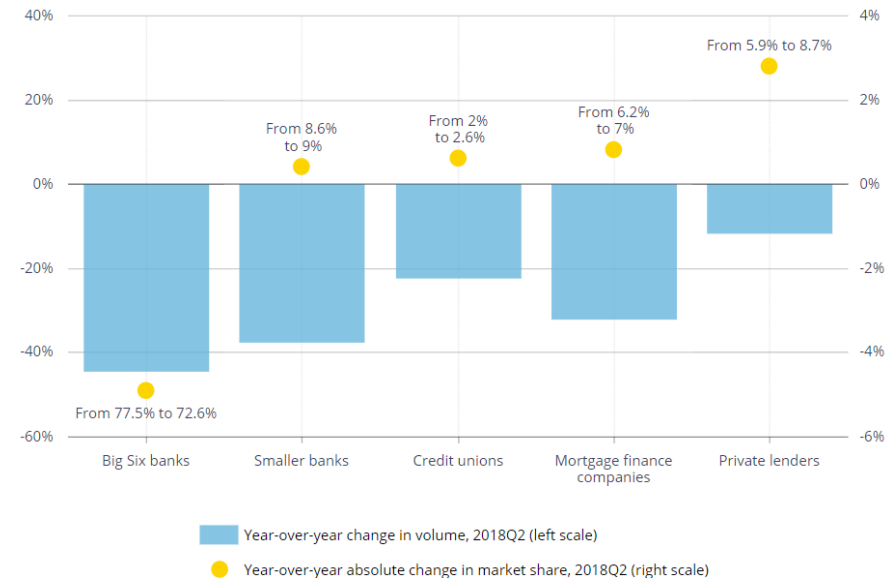 40%
4%
From 5.9% to 8.7%
20%
2%
From 8.6%
to 9%
From 2%
to 2.6%
From 6.2%
to 7%
0%
0%
-20%
-2%
-40%
-4%
From 77.5% to 72.6%
-60%
-6%
Big Six banks
Smaller banks
Credit unions
Mortgage finance
companies
Private lenders
Year-over-year change in volume, 2018Q2 (left scale)
Year-over-year absolute change in market share, 2018Q2 (right scale)